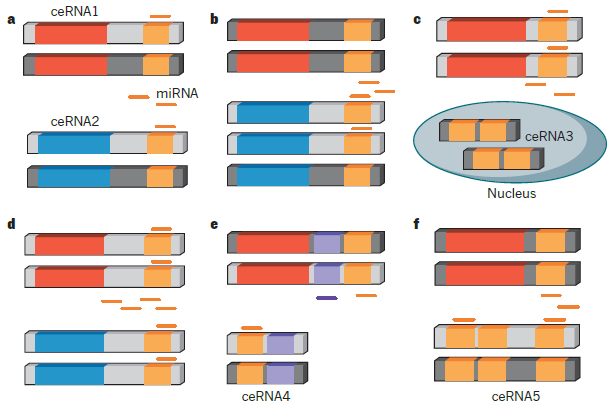 a
ceRNA1
miRNA
ceRNA2
b
c
ceRNA3
Nucleus
d
e
ceRNA4
f
ceRNA5